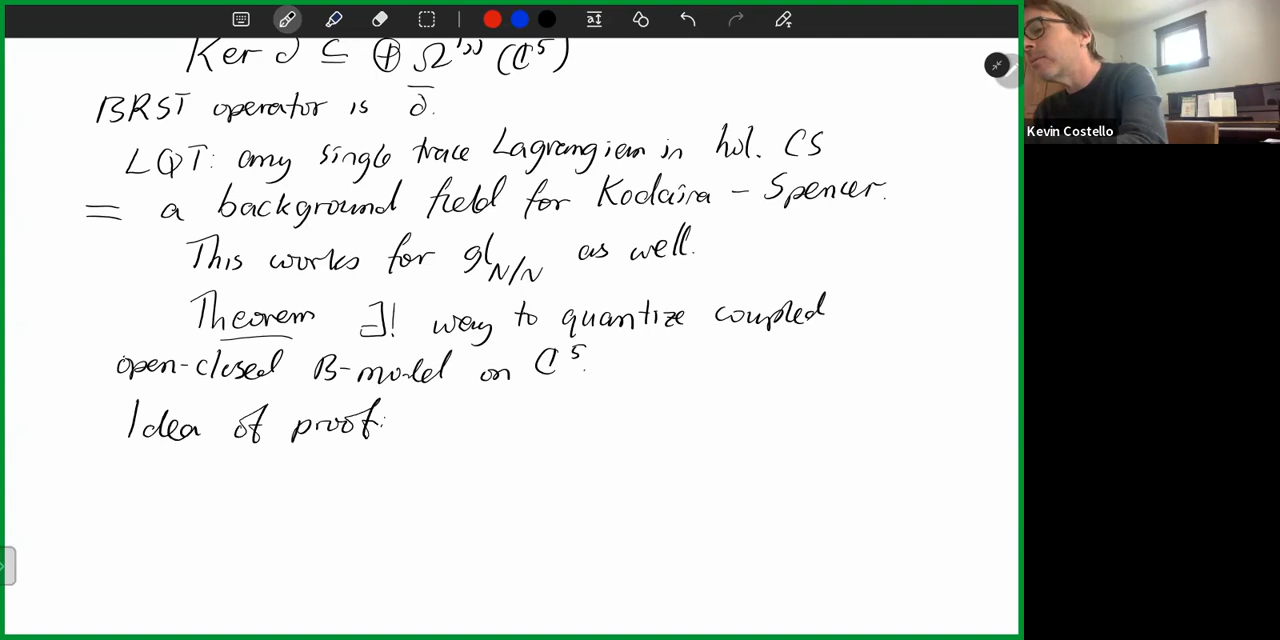 Ker ∂ ⊆ ⊕ Ω^{i,j} (ℂ^5)
BRST operator is ∂̄.
LQT: any single trace Lagrangian in hol. CS
= a background field for Kodaira - Spencer.
This works for gl_{N/N} as well.
Theorem ∃! way to quantize coupled
open-closed B-model on ℂ^5.
Idea of proof:
Kevin Costello